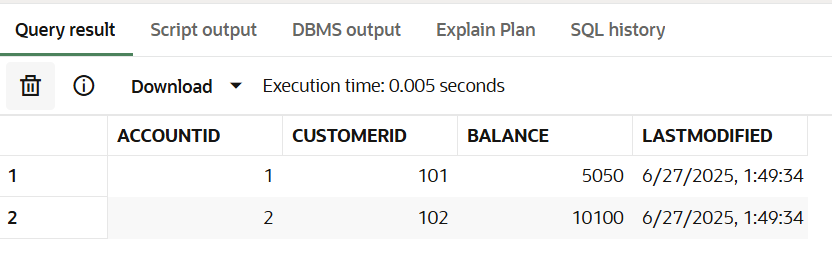 Query result Script output DBMS output Explain Plan SQL history
Download Execution time: 0.005 seconds
ACCOUNTID CUSTOMERID BALANCE LASTMODIFIED
1 1 101 5050 6/27/2025, 1:49:34
2 2 102 10100 6/27/2025, 1:49:34